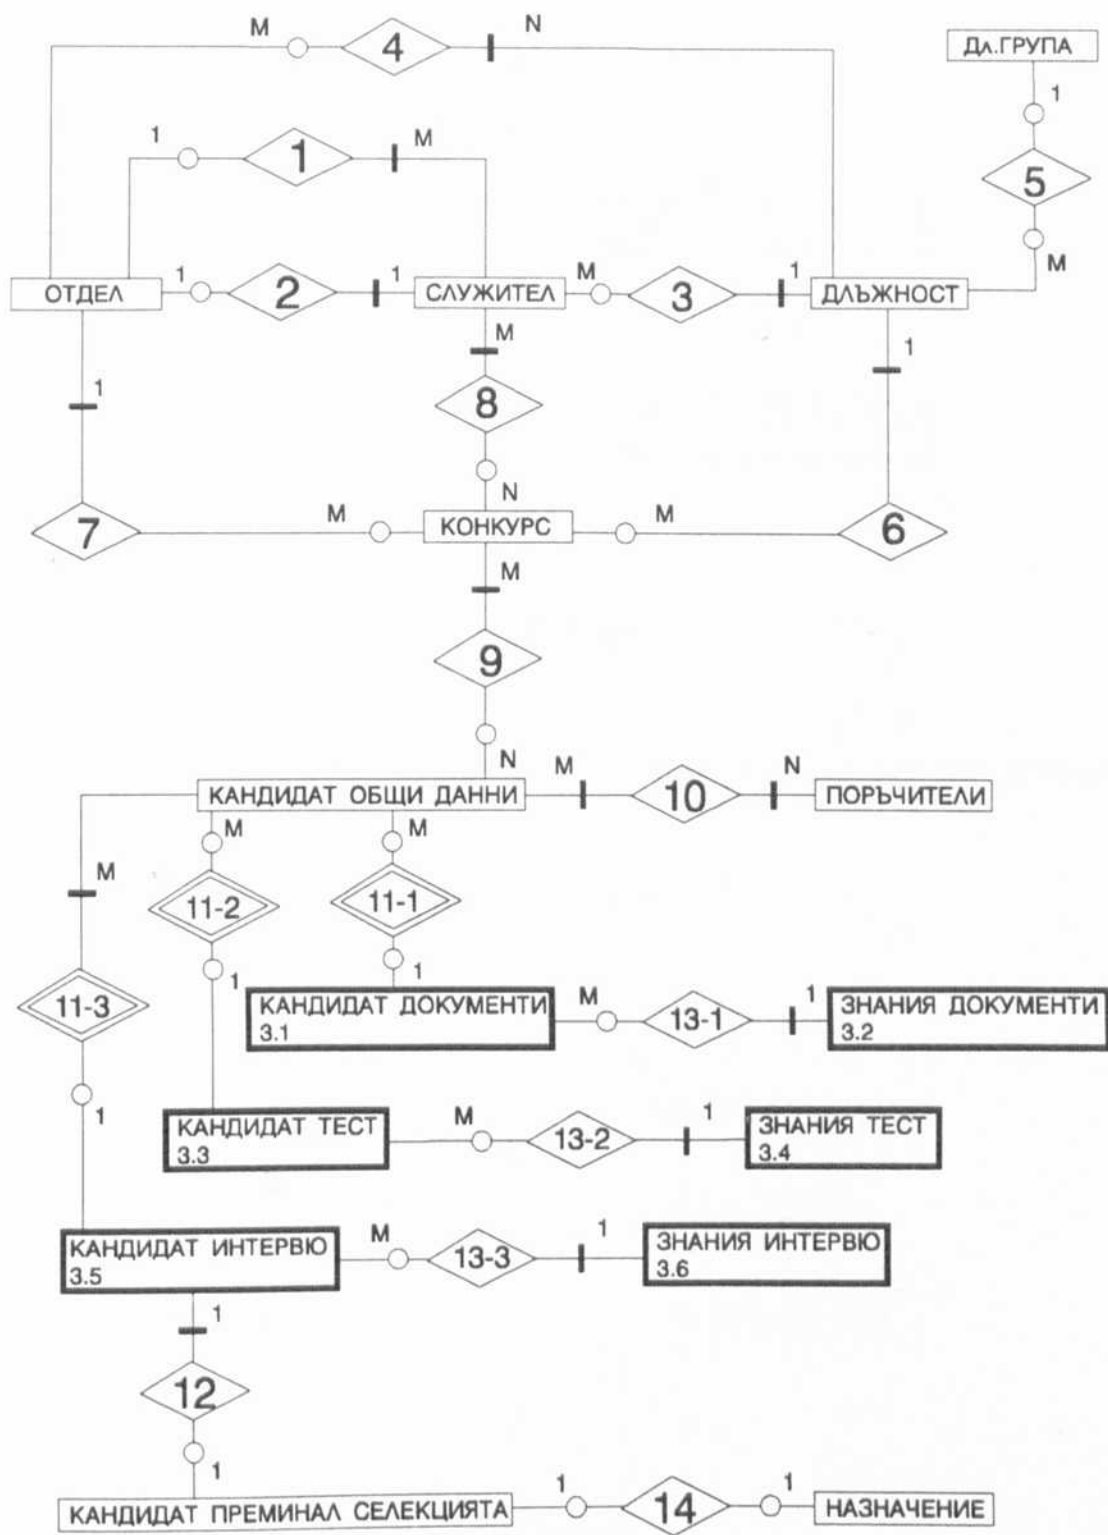 M 4 N
Дл.ГРУПА
1
1 1 M
5
M
ОТДЕЛ 1 2 1 СЛУЖИТЕЛ M 3 1 ДЛЪЖНОСТ
M
1
1
8
N
7 M КОНКУРС M 6
M
9
N
КАНДИДАТ ОБЩИ ДАННИ M 10 N ПОРЪЧИТЕЛИ
M
M
M
11-2
11-1
1
1
11-3
КАНДИДАТ ДОКУМЕНТИ M 13-1 1 ЗНАНИЯ ДОКУМЕНТИ
3.1
3.2
1
КАНДИДАТ ТЕСТ M 13-2 1 ЗНАНИЯ ТЕСТ
3.3
3.4
КАНДИДАТ ИНТЕРВЮ M 13-3 1 ЗНАНИЯ ИНТЕРВЮ
3.5
3.6
1
12
1
КАНДИДАТ ПРЕМИНАЛ СЕЛЕКЦИЯТА 1 14 1 НАЗНАЧЕНИЕ